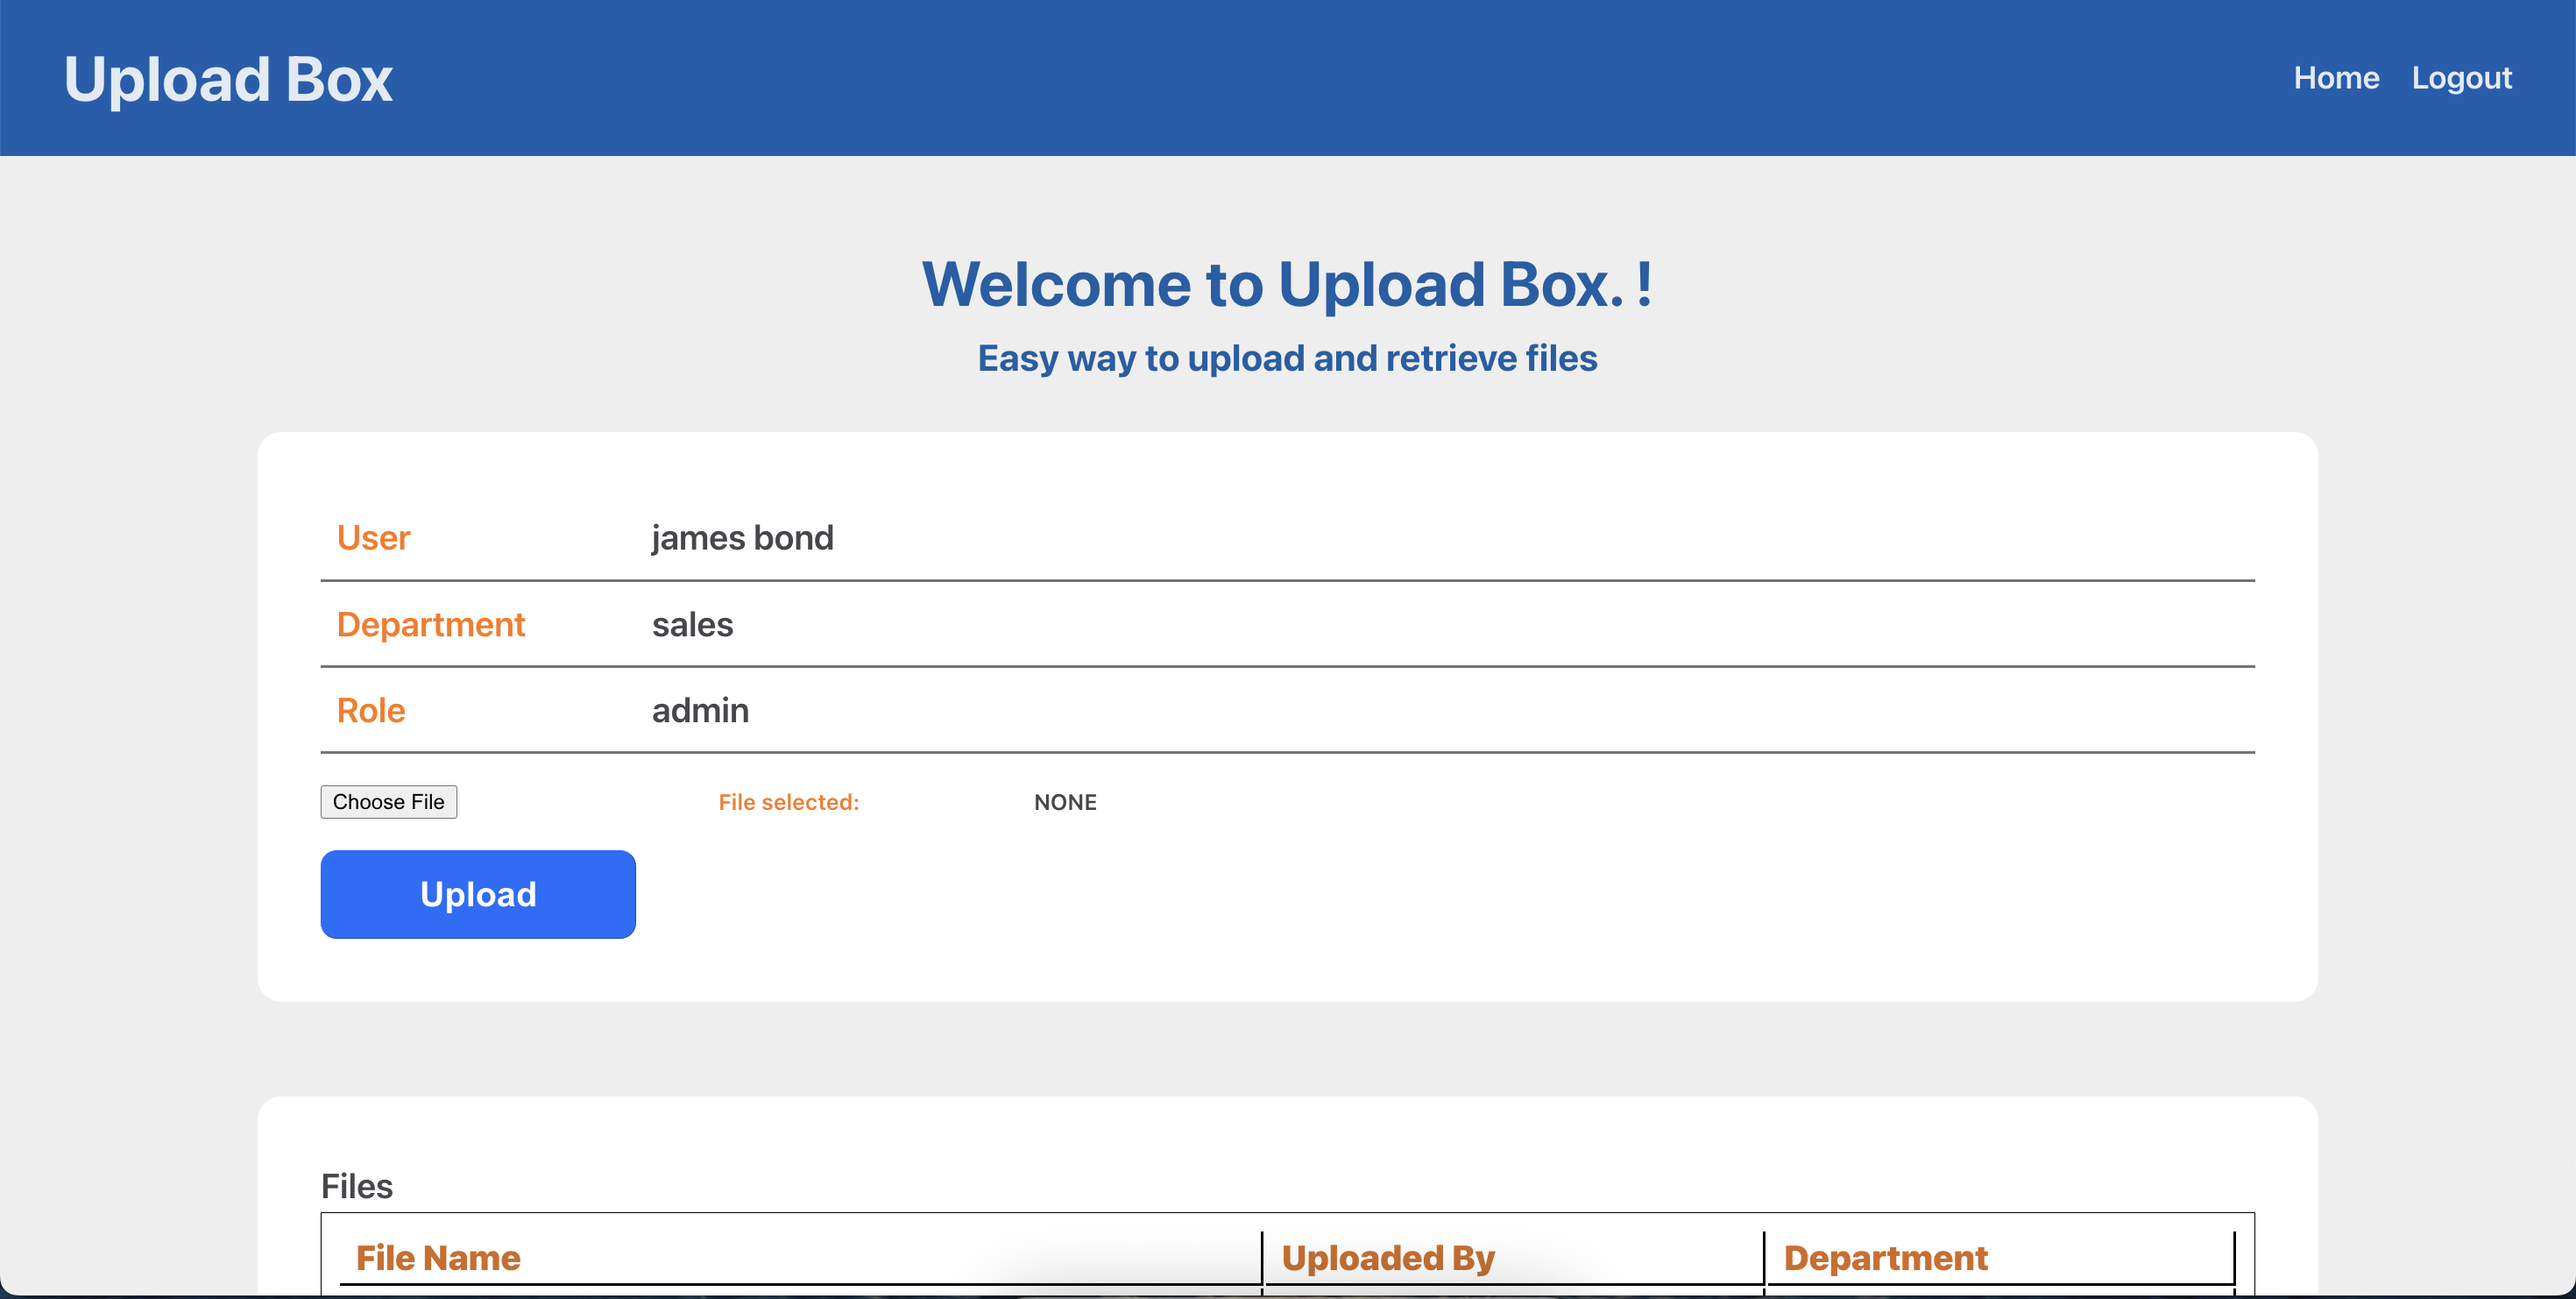 Upload Box
Home Logout
Welcome to Upload Box. !
Easy way to upload and retrieve files
User james bond
Department sales
Role admin
Choose File File selected: NONE
Upload
Files
File Name Uploaded By Department